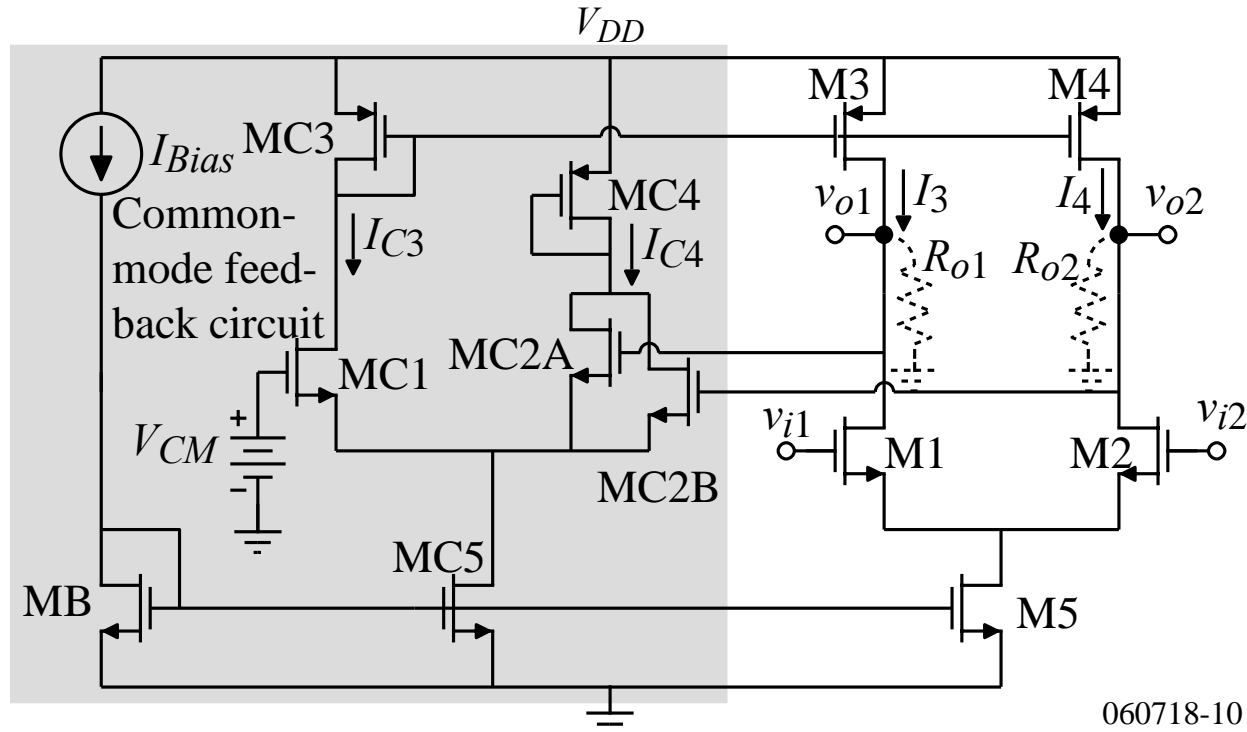 VDD
M3
M4
MC3
IBias
MC4
vo1
I3
I4
vo2
Common-
mode feed-
back circuit
IC3
IC4
Ro1
Ro2
MC2A
MC1
VCM
+
−
vi1
vi2
M1
M2
MC2B
MC5
MB
M5
060718-10